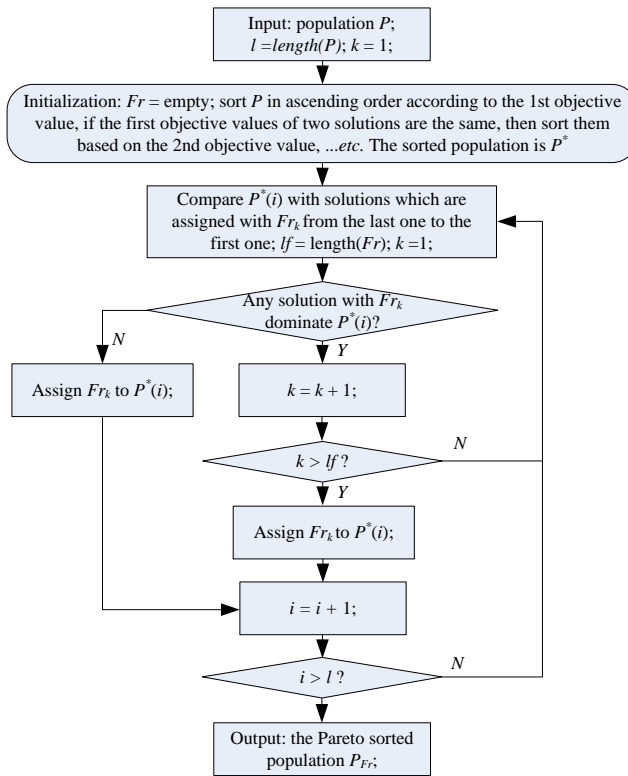 Input: population P;
l =length(P); k = 1;
Initialization: Fr = empty; sort P in ascending order according to the 1st objective
value, if the first objective values of two solutions are the same, then sort them
based on the 2nd objective value, ...etc. The sorted population is P*
Compare P*(i) with solutions which are
assigned with Frk from the last one to the
first one; lf = length(Fr); k =1;
Any solution with Frk
dominate P*(i)?
N
Y
Assign Frk to P*(i);
k = k + 1;
k > lf ?
N
Y
Assign Frk to P*(i);
i = i + 1;
i > l ?
N
Output: the Pareto sorted
population PFr;